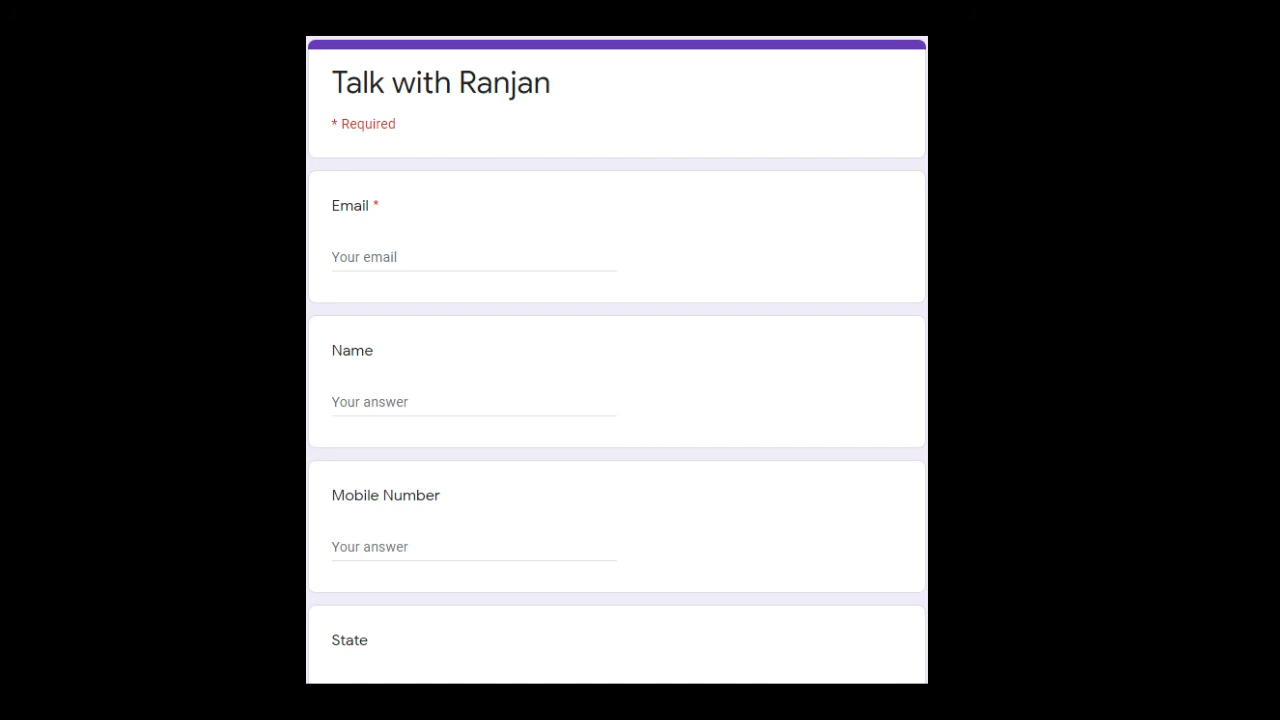 Talk with Ranjan
* Required
Email *
Your email
Name
Your answer
Mobile Number
Your answer
State